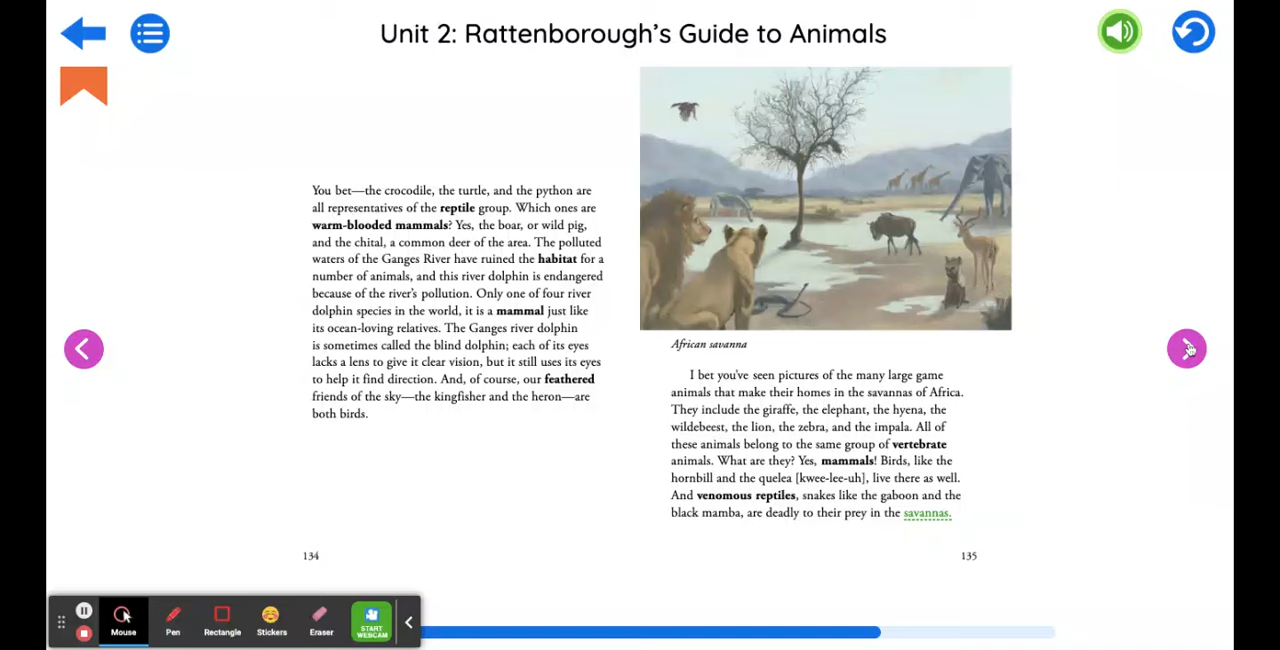 Unit 2: Rattenborough's Guide to Animals
You bet—the crocodile, the turtle, and the python are
all representatives of the reptile group. Which ones are
warm-blooded mammals? Yes, the boar, or wild pig,
and the chital, a common deer of the area. The polluted
waters of the Ganges River have ruined the habitat for a
number of animals, and this river dolphin is endangered
because of the river's pollution. Only one of four river
dolphin species in the world, it is a mammal just like
its ocean-loving relatives. The Ganges river dolphin
is sometimes called the blind dolphin; each of its eyes
lacks a lens to give it clear vision, but it still uses its eyes
to help it find direction. And, of course, our feathered
friends of the sky—the kingfisher and the heron—are
both birds.
134
African savanna
I bet you've seen pictures of the many large game
animals that make their homes in the savannas of Africa.
They include the giraffe, the elephant, the hyena, the
wildebeest, the lion, the zebra, and the impala. All of
these animals belong to the same group of vertebrate
animals. What are they? Yes, mammals! Birds, like the
hornbill and the quelea [kwee-lee-uh], live there as well.
And venomous reptiles, snakes like the gaboon and the
black mamba, are deadly to their prey in the savannas.
135
Mouse
Pen
Rectangle
Stickers
Eraser
START
WEBCAM